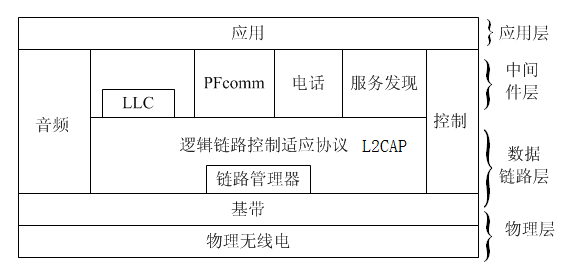 应用
应用层
音频
LLC
PFcomm
电话
服务发现
控制
中间
件层
逻辑链路控制适应协议 L2CAP
链路管理器
数据
链路层
基带
物理无线电
物理层